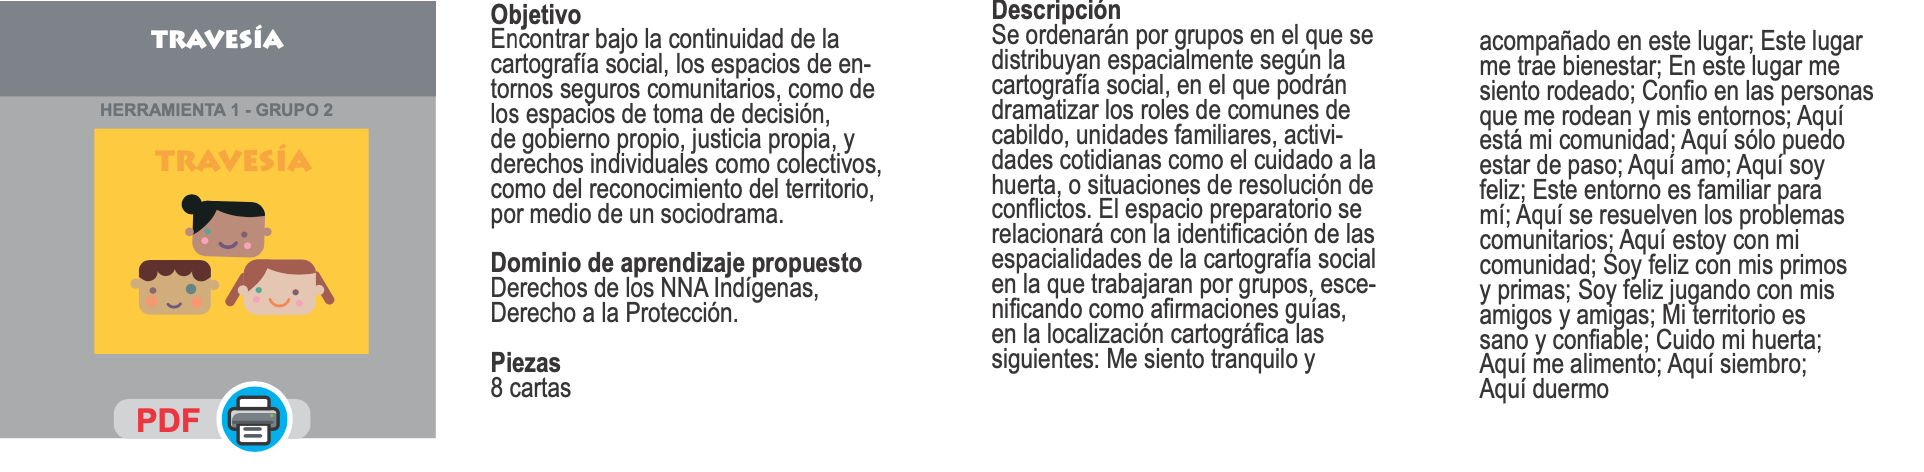 TRAVESÍA
HERRAMIENTA 1 - GRUPO 2
TRAVESÍA
PDF
Objetivo
Encontrar bajo la continuidad de la
cartografía social, los espacios de en-
tornos seguros comunitarios, como de
los espacios de toma de decisión,
de gobierno propio, justicia propia, y
derechos individuales como colectivos,
como del reconocimiento del territorio,
por medio de un sociodrama.
Dominio de aprendizaje propuesto
Derechos de los NNA Indígenas,
Derecho a la Protección.
Piezas
8 cartas
Descripción
Se ordenarán por grupos en el que se
distribuyan espacialmente según la
cartografía social, en el que podrán
dramatizar los roles de comunes de
cabildo, unidades familiares, activi-
dades cotidianas como el cuidado a la
huerta, o situaciones de resolución de
conflictos. El espacio preparatorio se
relacionará con la identificación de las
espacialidades de la cartografía social
en la que trabajaran por grupos, esce-
nificando como afirmaciones guías,
en la localización cartográfica las
siguientes: Me siento tranquilo y
acompañado en este lugar; Este lugar
me trae bienestar; En este lugar me
siento rodeado; Confio en las personas
que me rodean y mis entornos; Aquí
está mi comunidad; Aquí sólo puedo
estar de paso; Aquí amo; Aquí soy
feliz; Este entorno es familiar para
mí; Aquí se resuelven los problemas
comunitarios; Aquí estoy con mi
comunidad; Soy feliz con mis primos
y primas; Soy feliz jugando con mis
amigos y amigas; Mi territorio es
sano y confiable; Cuido mi huerta;
Aquí me alimento; Aquí siembro;
Aquí duermo